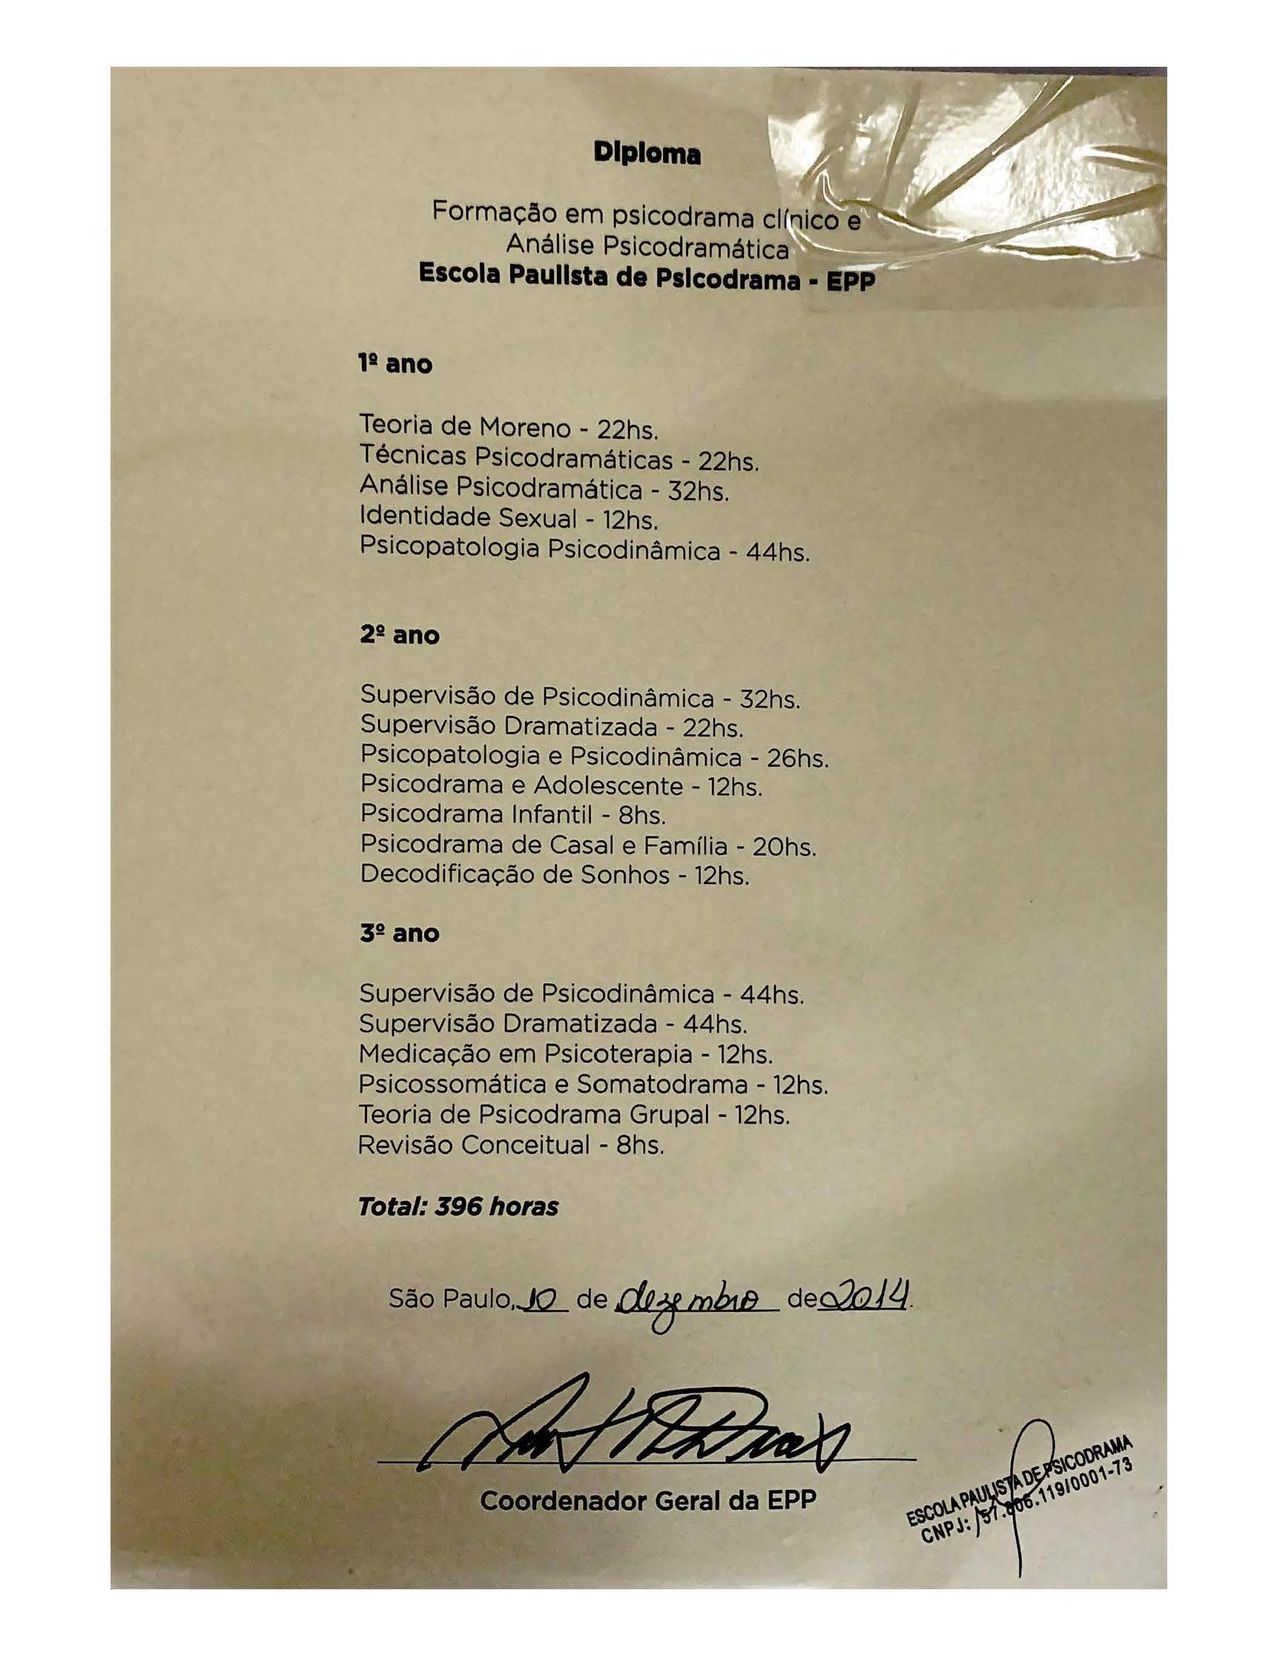 Diploma
Formação em psicodrama clínico e
Análise Psicodramática
Escola Paulista de Psicodrama - EPP
1º ano
Teoria de Moreno - 22hs.
Técnicas Psicodramáticas - 22hs.
Análise Psicodramática - 32hs.
Identidade Sexual - 12hs.
Psicopatologia Psicodinâmica - 44hs.
2º ano
Supervisão de Psicodinâmica - 32hs.
Supervisão Dramatizada - 22hs.
Psicopatologia e Psicodinâmica - 26hs.
Psicodrama e Adolescente - 12hs.
Psicodrama Infantil - 8hs.
Psicodrama de Casal e Família - 20hs.
Decodificação de Sonhos - 12hs.
3º ano
Supervisão de Psicodinâmica - 44hs.
Supervisão Dramatizada - 44hs.
Medicação em Psicoterapia - 12hs.
Psicossomática e Somatodrama - 12hs.
Teoria de Psicodrama Grupal - 12hs.
Revisão Conceitual - 8hs.
Total: 396 horas
São Paulo, 10 de dezembro de 2014.
Coordenador Geral da EPP
ESCOLA PAULISTA DE PSICODRAMA
CNPJ: